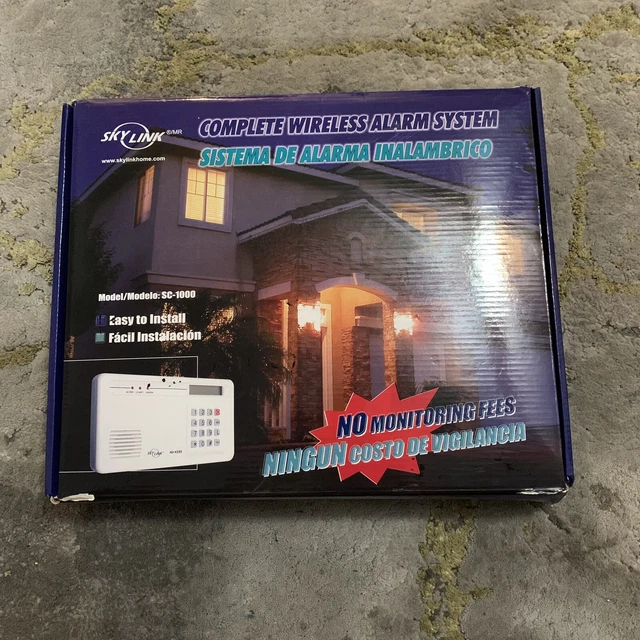 SKYLINK ®/MR
www.skylinkhome.com
COMPLETE WIRELESS ALARM SYSTEM
SISTEMA DE ALARMA INALAMBRICO
Model/Modelo: SC-1000
Easy to Install
Fácil Instalación
SKYLINK
NO MONITORING FEES
NINGUN COSTO DE VIGILANCIA